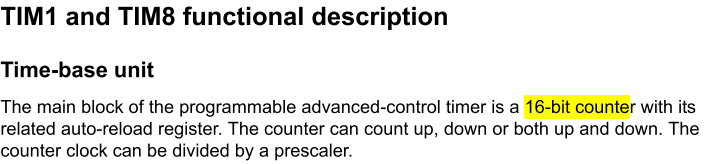 TIM1 and TIM8 functional description
Time-base unit
The main block of the programmable advanced-control timer is a 16-bit counter with its
related auto-reload register. The counter can count up, down or both up and down. The
counter clock can be divided by a prescaler.